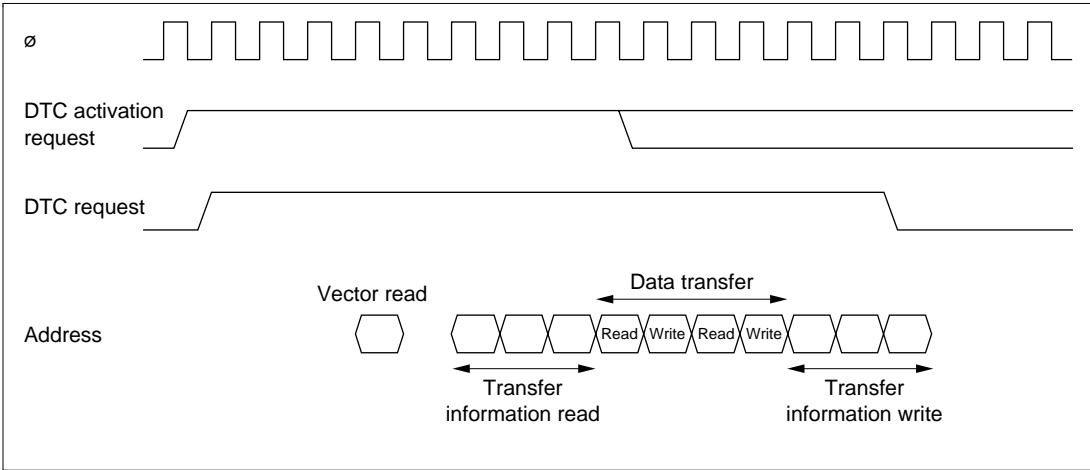 ø
DTC activation
request
DTC request
Data transfer
Vector read
Address
Read Write Read Write
Transfer
information read
Transfer
information write